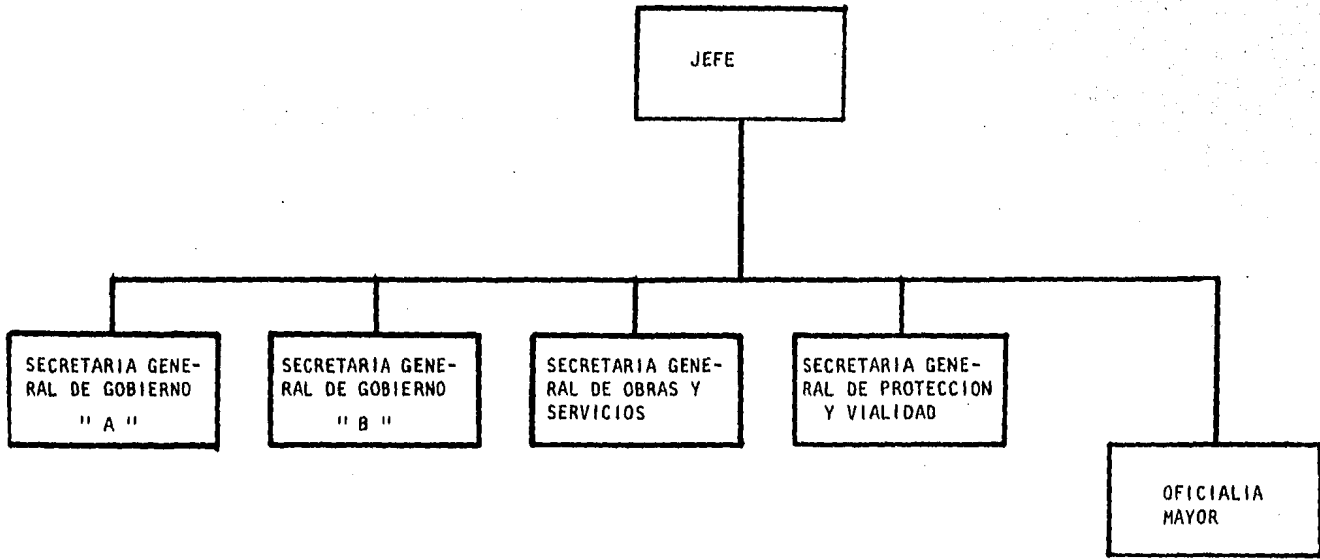 JEFE
SECRETARIA GENE-
RAL DE GOBIERNO
" A "
SECRETARIA GENE-
RAL DE GOBIERNO
" B "
SECRETARIA GENE-
RAL DE OBRAS Y
SERVICIOS
SECRETARIA GENE-
RAL DE PROTECCION
Y VIALIDAD
OFICIALIA
MAYOR